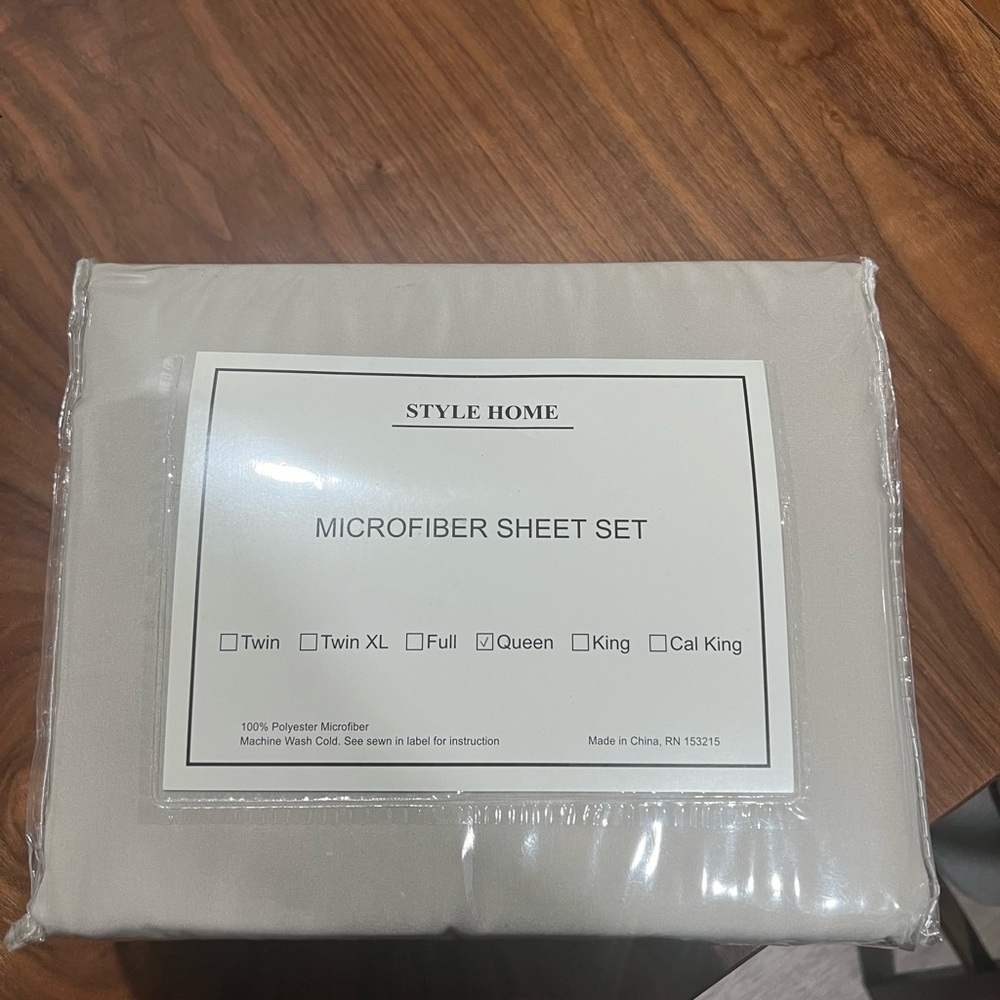 STYLE HOME
MICROFIBER SHEET SET
☐Twin ☐Twin XL ☐Full ☑Queen ☐King ☐Cal King
100% Polyester Microfiber
Machine Wash Cold. See sewn in label for instruction Made in China, RN 153215